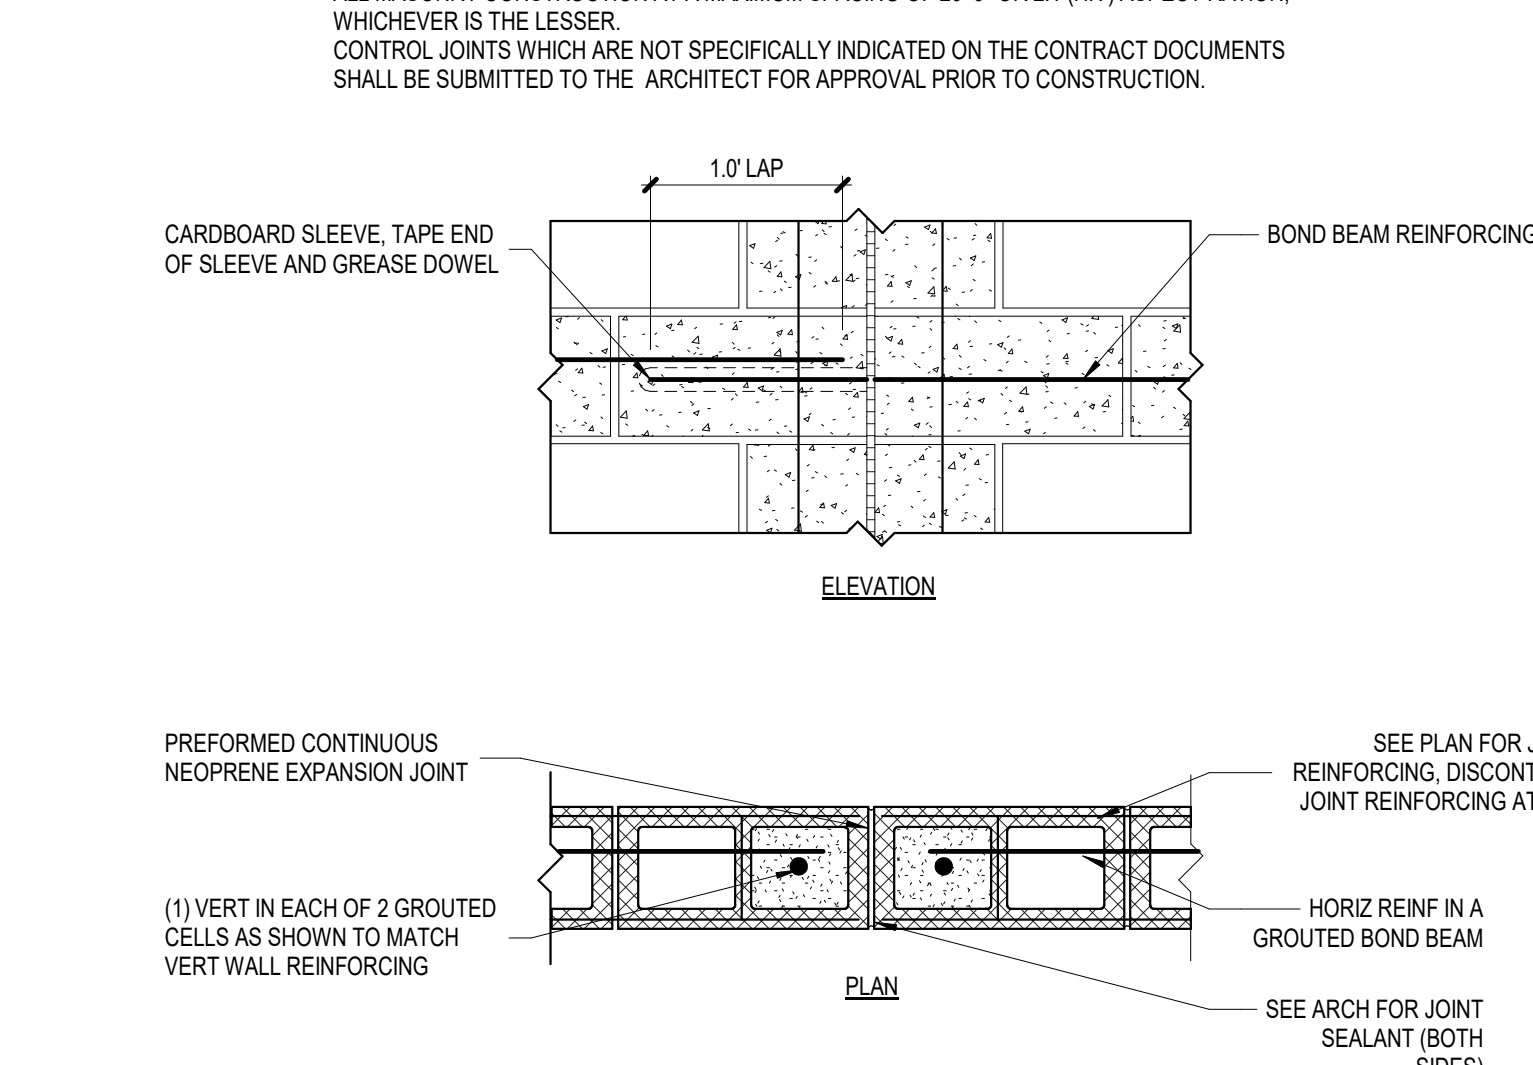 WHICHEVER IS THE LESSER.
CONTROL JOINTS WHICH ARE NOT SPECIFICALLY INDICATED ON THE CONTRACT DOCUMENTS
SHALL BE SUBMITTED TO THE ARCHITECT FOR APPROVAL PRIOR TO CONSTRUCTION.
1.0' LAP
CARDBOARD SLEEVE, TAPE END
OF SLEEVE AND GREASE DOWEL
BOND BEAM REINFORCING
ELEVATION
PREFORMED CONTINUOUS
NEOPRENE EXPANSION JOINT
SEE PLAN FOR
REINFORCING, DISCONT
JOINT REINFORCING AT
(1) VERT IN EACH OF 2 GROUTED
CELLS AS SHOWN TO MATCH
VERT WALL REINFORCING
HORIZ REINF IN A
GROUTED BOND BEAM
PLAN
SEE ARCH FOR JOINT
SEALANT (BOTH
SIDES)